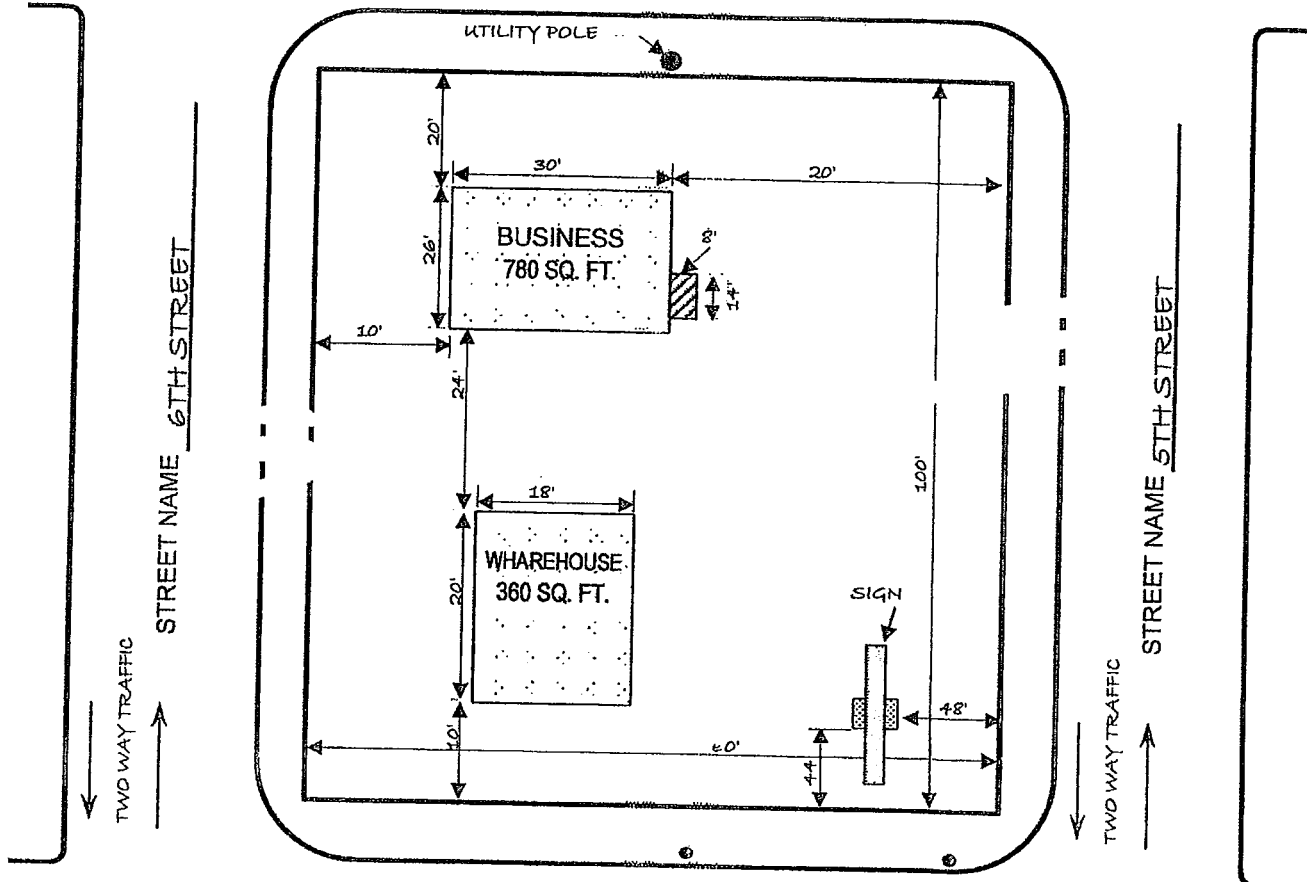 UTILITY POLE
20'
30'
20'
26'
BUSINESS
780 SQ. FT.
8'
14"
10'
24'
100'
18'
20'
WHAREHOUSE
360 SQ. FT.
SIGN
48'
10'
44
STREET NAME 6TH STREET
TWO WAY TRAFFIC
STREET NAME 5TH STREET
TWO WAY TRAFFIC